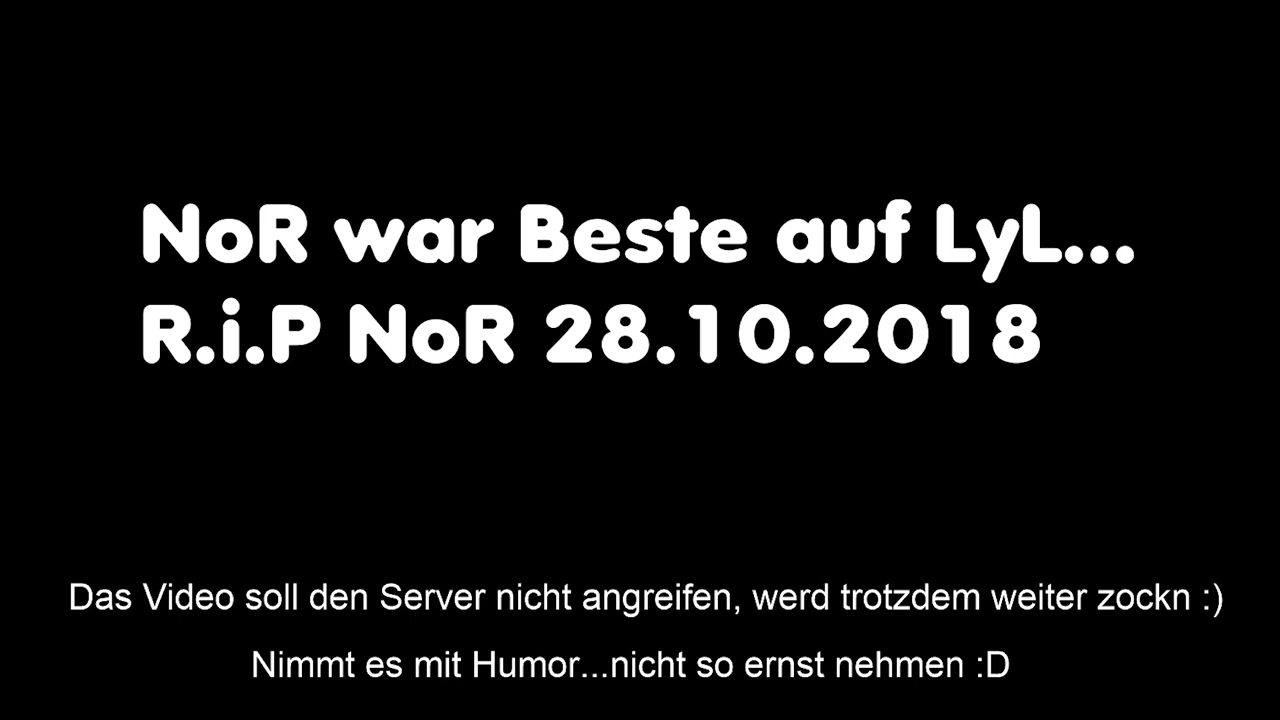 NoR war Beste auf LyL...
R.i.P NoR 28.10.2018
Das Video soll den Server nicht angreifen, werd trotzdem weiter zockn :)
Nimmt es mit Humor...nicht so ernst nehmen :D